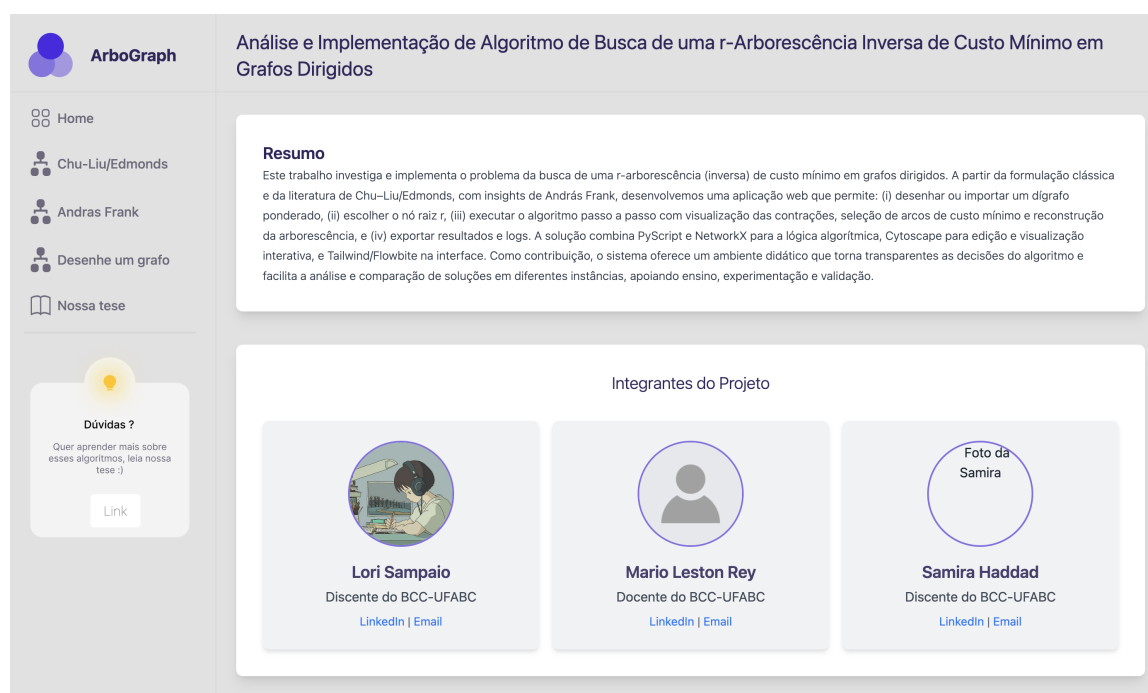 ArboGraph
Análise e Implementação de Algoritmo de Busca de uma r-Arborescência Inversa de Custo Mínimo em
Grafos Dirigidos
Home
Chu-Liu/Edmonds
Andras Frank
Desenhe um grafo
Nossa tese
Dúvidas ?
Quer aprender mais sobre
esses algoritmos, leia nossa
tese :)
Link
Resumo
Este trabalho investiga e implementa o problema da busca de uma r-arborescência (inversa) de custo mínimo em grafos dirigidos. A partir da formulação clássica
e da literatura de Chu–Liu/Edmonds, com insights de András Frank, desenvolvemos uma aplicação web que permite: (i) desenhar ou importar um dígrafo
ponderado, (ii) escolher o nó raiz r, (iii) executar o algoritmo passo a passo com visualização das contrações, seleção de arcos de custo mínimo e reconstrução
da arborescência, e (iv) exportar resultados e logs. A solução combina PyScript e NetworkX para a lógica algorítmica, Cytoscape para edição e visualização
interativa, e Tailwind/Flowbite na interface. Como contribuição, o sistema oferece um ambiente didático que torna transparentes as decisões do algoritmo e
facilita a análise e comparação de soluções em diferentes instâncias, apoiando ensino, experimentação e validação.
Integrantes do Projeto
Lori Sampaio
Discente do BCC-UFABC
LinkedIn | Email
Mario Leston Rey
Docente do BCC-UFABC
LinkedIn | Email
Foto da
Samira
Samira Haddad
Discente do BCC-UFABC
LinkedIn | Email